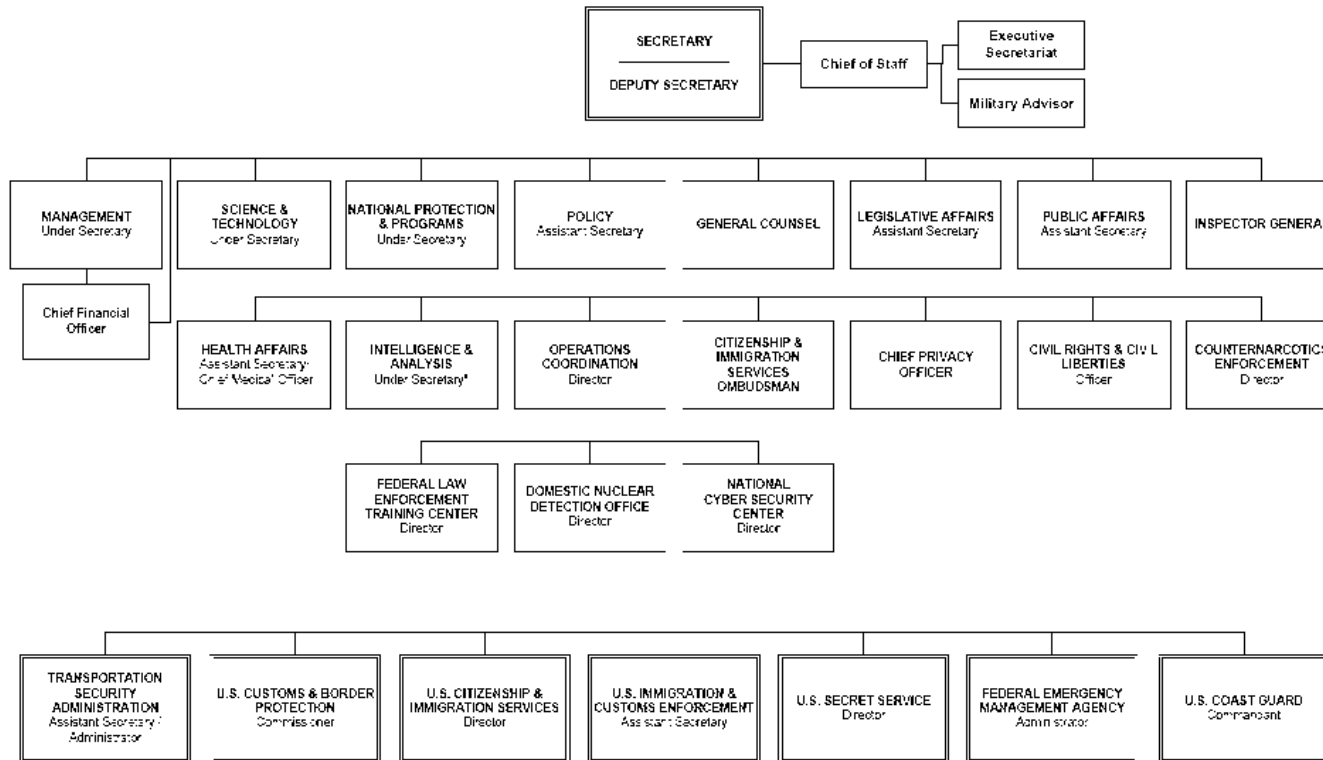 SECRETARY
DEPUTY SECRETARY
Chief of Staff
Executive
Secretariat
Military Advisor
MANAGEMENT
Under Secretary
SCIENCE &
TECHNOLOGY
Under Secretary
NATIONAL PROTECTION
& PROGRAMS
Under Secretary
POLICY
Assistant Secretary
GENERAL COUNSEL
LEGISLATIVE AFFAIRS
Assistant Secretary
PUBLIC AFFAIRS
Assistant Secretary
INSPECTOR GENERAL
Chief Financial
Officer
HEALTH AFFAIRS
Assistant Secretary/
Chief Medical Officer
INTELLIGENCE &
ANALYSIS
Under Secretary*
OPERATIONS
COORDINATION
Director
CITIZENSHIP &
IMMIGRATION
SERVICES
OMBUDSMAN
CHIEF PRIVACY
OFFICER
CIVIL RIGHTS & CIVIL
LIBERTIES
Officer
COUNTERNARCOTICS
ENFORCEMENT
Director
FEDERAL LAW
ENFORCEMENT
TRAINING CENTER
Director
DOMESTIC NUCLEAR
DETECTION OFFICE
Director
NATIONAL
CYBER SECURITY
CENTER
Director
TRANSPORTATION
SECURITY
ADMINISTRATION
Assistant Secretary /
Administrator
U.S. CUSTOMS & BORDER
PROTECTION
Commissioner
U.S. CITIZENSHIP &
IMMIGRATION SERVICES
Director
U.S. IMMIGRATION &
CUSTOMS ENFORCEMENT
Assistant Secretary
U.S. SECRET SERVICE
Director
FEDERAL EMERGENCY
MANAGEMENT AGENCY
Administrator
U.S. COAST GUARD
Commandant